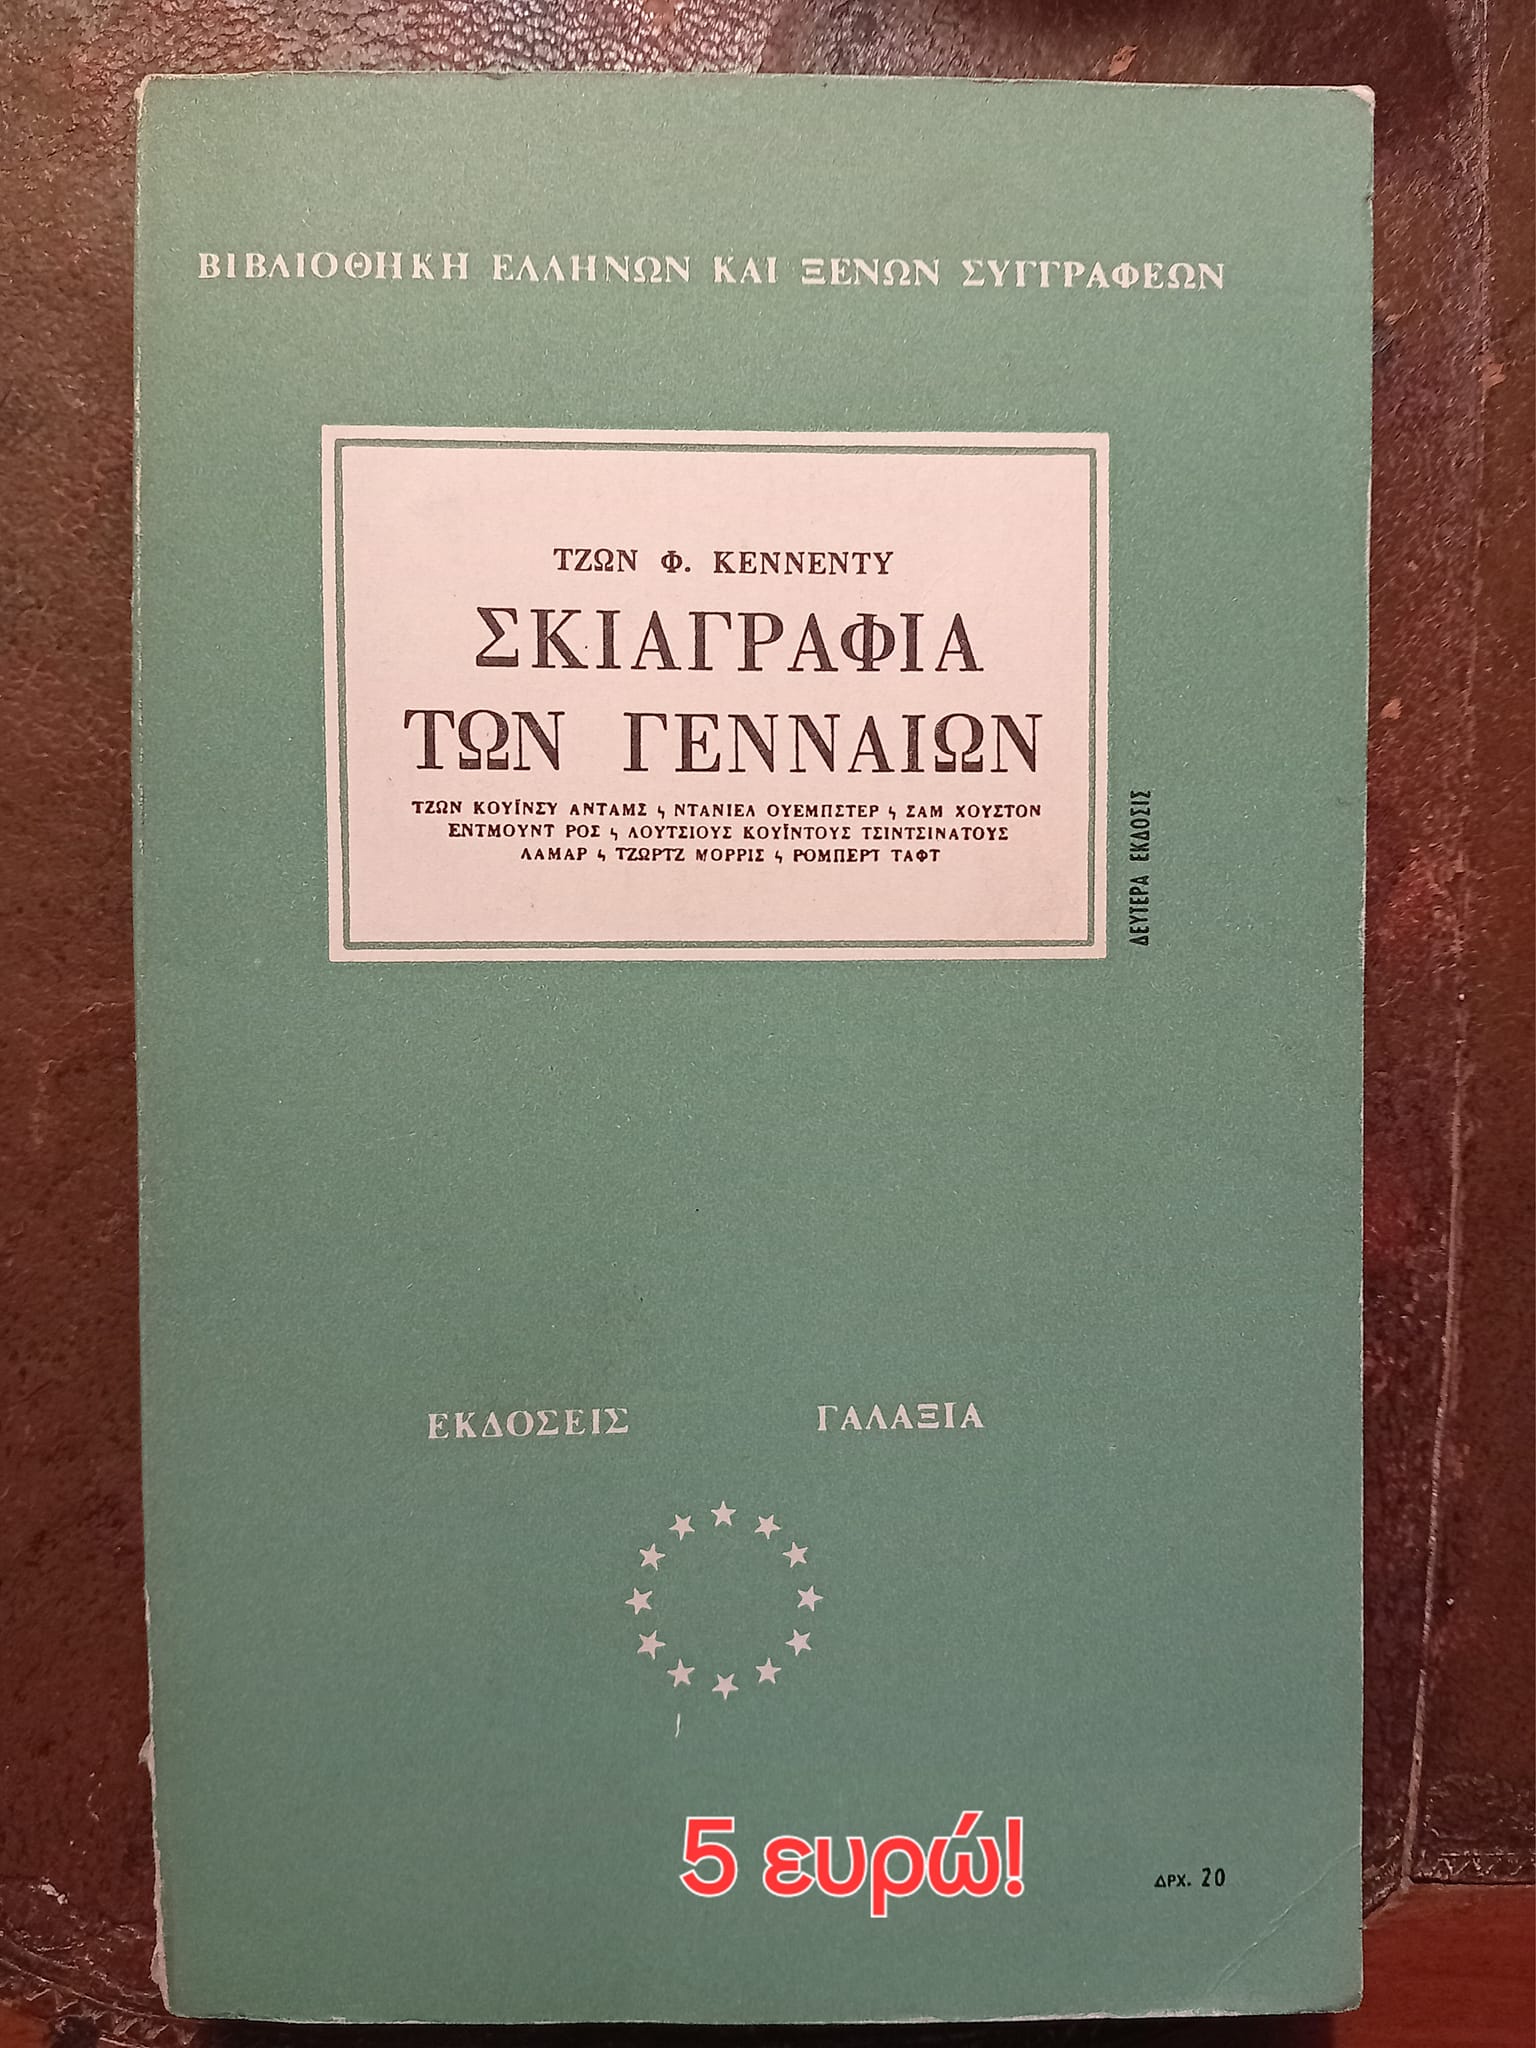 ΒΙΒΛΙΟΘΗΚΗ ΕΛΛΗΝΩΝ ΚΑΙ ΞΕΝΩΝ ΣΥΓΓΡΑΦΕΩΝ
ΤΖΩΝ Φ. ΚΕΝΝΕΝΤΥ
ΣΚΙΑΓΡΑΦΙΑ
ΤΩΝ ΓΕΝΝΑΙΩΝ
ΤΖΩΝ ΚΟΥΪΝΣΥ ΑΝΤΑΜΣ ϟ ΝΤΑΝΙΕΛ ΟΥΕΜΠΣΤΕΡ ϟ ΣΑΜ ΧΟΥΣΤΟΝ
ΕΝΤΜΟΥΝΤ ΡΟΣ ϟ ΛΟΥΤΣΙΟΥΣ ΚΟΥΪΝΤΟΥΣ ΤΣΙΝΤΣΙΝΑΤΟΥΣ
ΛΑΜΑΡ ϟ ΤΖΩΡΤΖ ΜΟΡΡΙΣ ϟ ΡΟΜΠΕΡΤ ΤΑΦΤ
ΔΕΥΤΕΡΑ ΕΚΔΟΣΙΣ
ΕΚΔΟΣΕΙΣ ΓΑΛΑΞΙΑ
5 ευρώ!
ΔΡΧ. 20